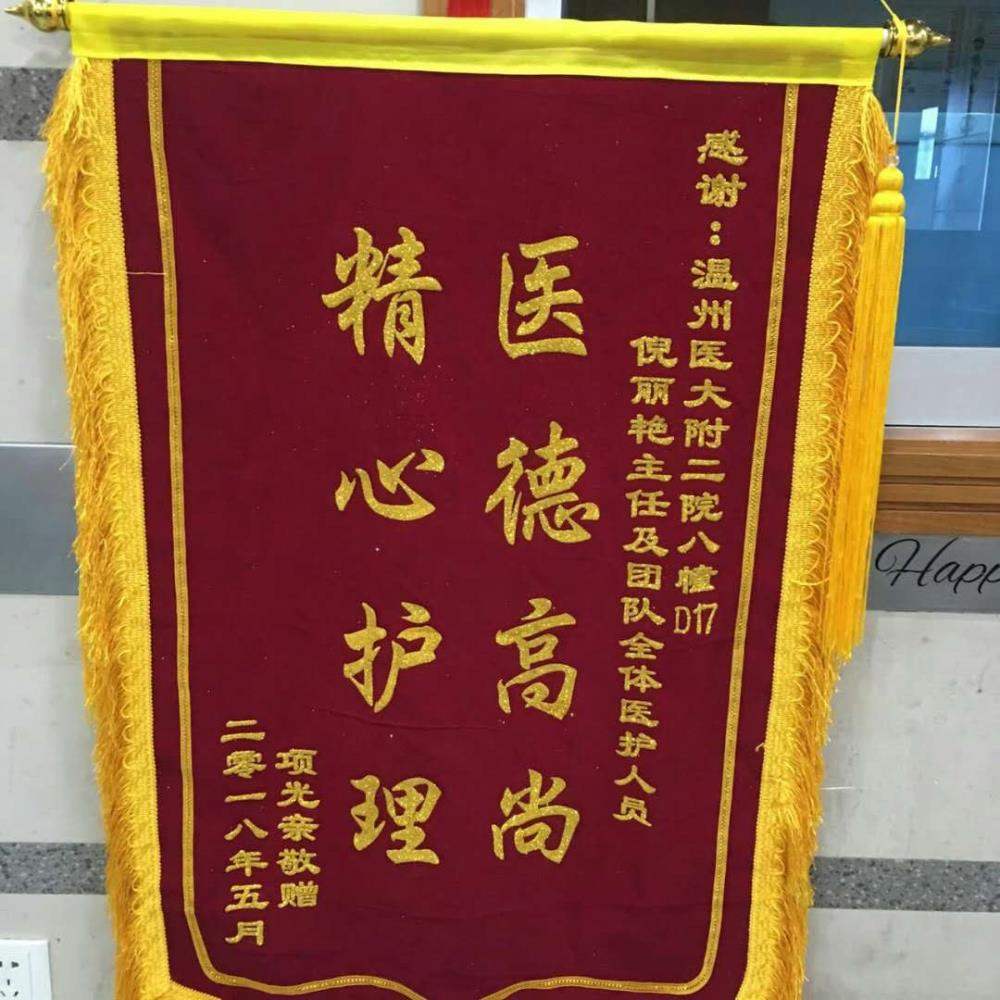 感谢：温州医大附二院八幢D17
倪丽艳主任及团队全体医护人员
医德高尚
精心护理
项光亲敬赠
二零一八年五月
Happ